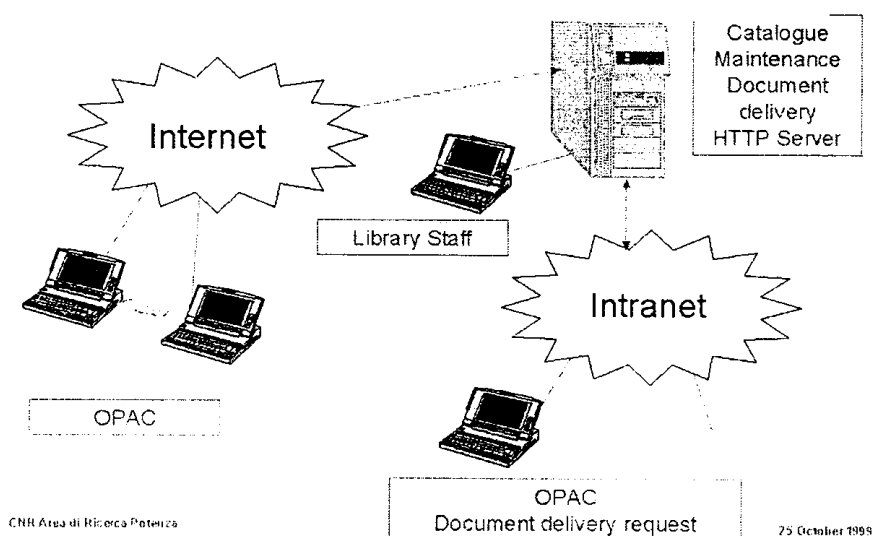 Internet
Catalogue
Maintenance
Document
delivery
HTTP Server
Library Staff
Intranet
OPAC
OPAC
Document delivery request
CNR Area di Ricerca Potenza
25 October 1999